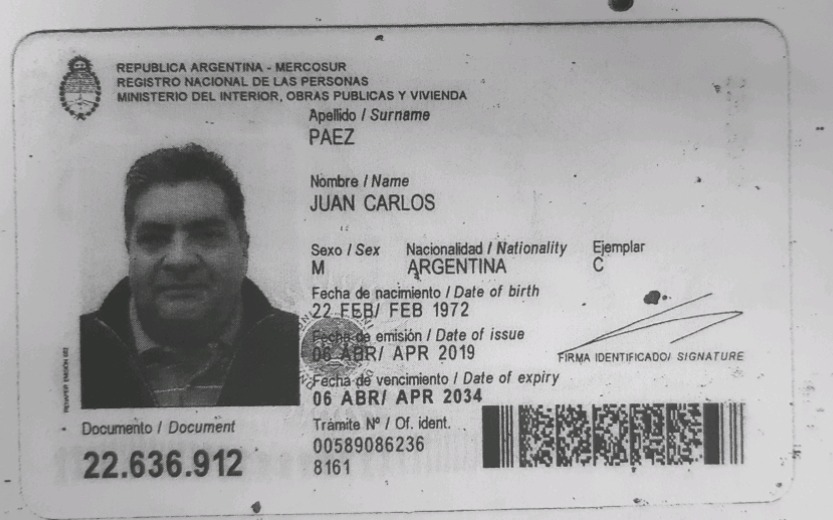 REPUBLICA ARGENTINA - MERCOSUR
REGISTRO NACIONAL DE LAS PERSONAS
MINISTERIO DEL INTERIOR, OBRAS PUBLICAS Y VIVIENDA
Apellido / Surname
PAEZ
Nombre / Name
JUAN CARLOS
Sexo / Sex Nacionalidad / Nationality Ejemplar
M ARGENTINA C
Fecha de nacimiento / Date of birth
22 FEB/ FEB 1972
Fecha de emisión / Date of issue
06 ABR/ APR 2019
FIRMA IDENTIFICADO/ SIGNATURE
Fecha de vencimiento / Date of expiry
06 ABR/ APR 2034
Documento / Document
22.636.912
Trámite Nº / Of. ident.
00589086236
8161